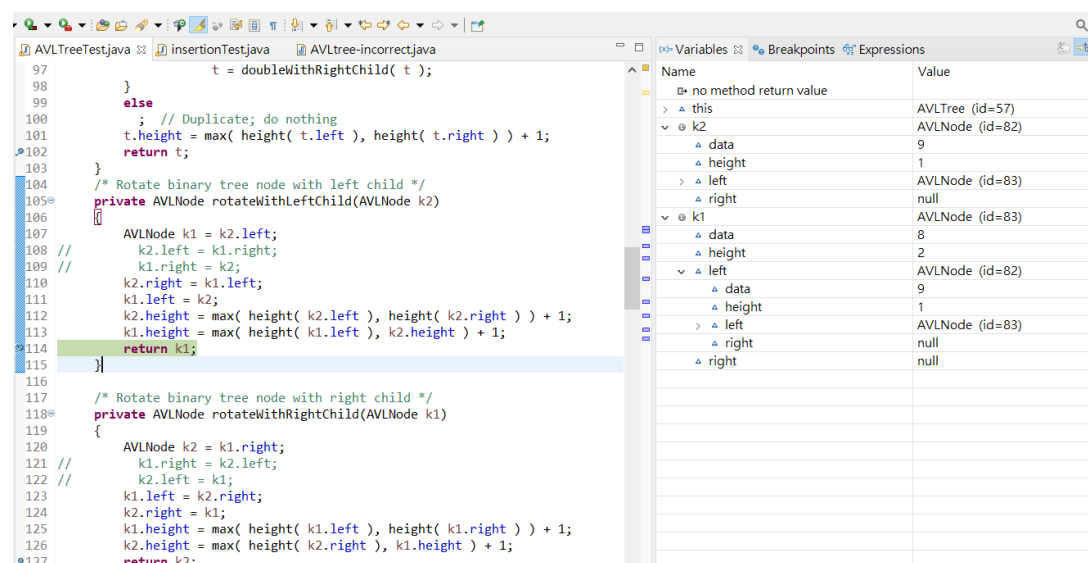 AVLTreeTest.java insertionTest.java AVLtree-incorrect.java
97 t = doubleWithRightChild( t );
98 }
99 else
100 ; // Duplicate; do nothing
101 t.height = max( height( t.left ), height( t.right ) ) + 1;
102 return t;
103 }
104 /* Rotate binary tree node with left child */
105 private AVLNode rotateWithLeftChild(AVLNode k2)
106 {
107 AVLNode k1 = k2.left;
108 // k2.left = k1.right;
109 // k1.right = k2;
110 k2.right = k1.left;
111 k1.left = k2;
112 k2.height = max( height( k2.left ), height( k2.right ) ) + 1;
113 k1.height = max( height( k1.left ), k2.height ) + 1;
114 return k1;
115 }
116
117 /* Rotate binary tree node with right child */
118 private AVLNode rotateWithRightChild(AVLNode k1)
119 {
120 AVLNode k2 = k1.right;
121 // k1.right = k2.left;
122 // k2.left = k1;
123 k1.left = k2.right;
124 k2.right = k1;
125 k1.height = max( height( k1.left ), height( k1.right ) ) + 1;
126 k2.height = max( height( k2.right ), k1.height ) + 1;
127 return k2;
(x)= Variables Breakpoints Expressions
Name Value
no method return value
this AVLTree (id=57)
k2 AVLNode (id=82)
data 9
height 1
left AVLNode (id=83)
right null
k1 AVLNode (id=83)
data 8
height 2
left AVLNode (id=82)
data 9
height 1
left AVLNode (id=83)
right null
right null